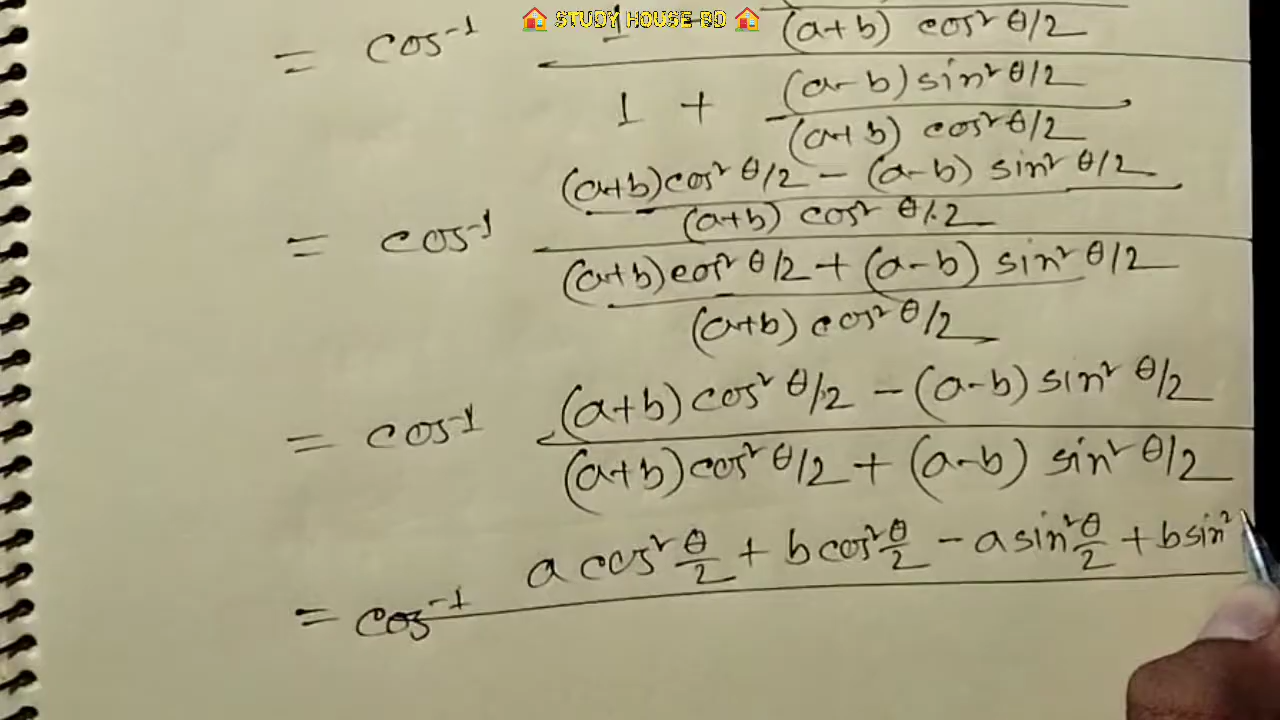 🏠 STUDY HOUSE BD 🏠
= cos⁻¹ 1 - (a+b) cos² θ/2
1 + (a-b) sin² θ/2
(a+b) cos² θ/2
(a+b) cos² θ/2 - (a-b) sin² θ/2
(a+b) cos² θ/2
= cos⁻¹
(a+b) cos² θ/2 + (a-b) sin² θ/2
(a+b) cos² θ/2
(a+b) cos² θ/2 - (a-b) sin² θ/2
= cos⁻¹
(a+b) cos² θ/2 + (a-b) sin² θ/2
a cos² θ/2 + b cos² θ/2 - a sin² θ/2 + b sin²
= cos⁻¹